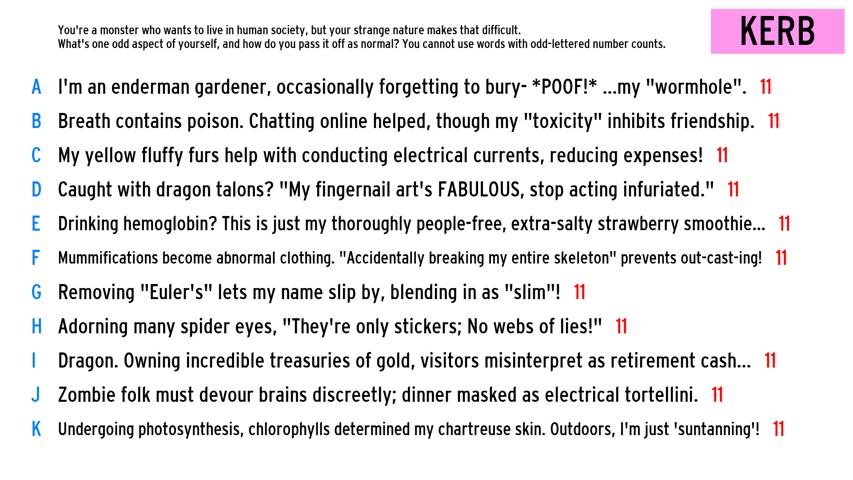 You're a monster who wants to live in human society, but your strange nature makes that difficult.
What's one odd aspect of yourself, and how do you pass it off as normal? You cannot use words with odd-lettered number counts.
KERB
A I'm an enderman gardener, occasionally forgetting to bury- *POOF!* ...my "wormhole". 11
B Breath contains poison. Chatting online helped, though my "toxicity" inhibits friendship. 11
C My yellow fluffy furs help with conducting electrical currents, reducing expenses! 11
D Caught with dragon talons? "My fingernail art's FABULOUS, stop acting infuriated." 11
E Drinking hemoglobin? This is just my thoroughly people-free, extra-salty strawberry smoothie... 11
F Mummifications become abnormal clothing. "Accidentally breaking my entire skeleton" prevents out-cast-ing! 11
G Removing "Euler's" lets my name slip by, blending in as "slim"! 11
H Adorning many spider eyes, "They're only stickers; No webs of lies!" 11
I Dragon. Owning incredible treasuries of gold, visitors misinterpret as retirement cash... 11
J Zombie folk must devour brains discreetly; dinner masked as electrical tortellini. 11
K Undergoing photosynthesis, chlorophylls determined my chartreuse skin. Outdoors, I'm just 'suntanning'! 11